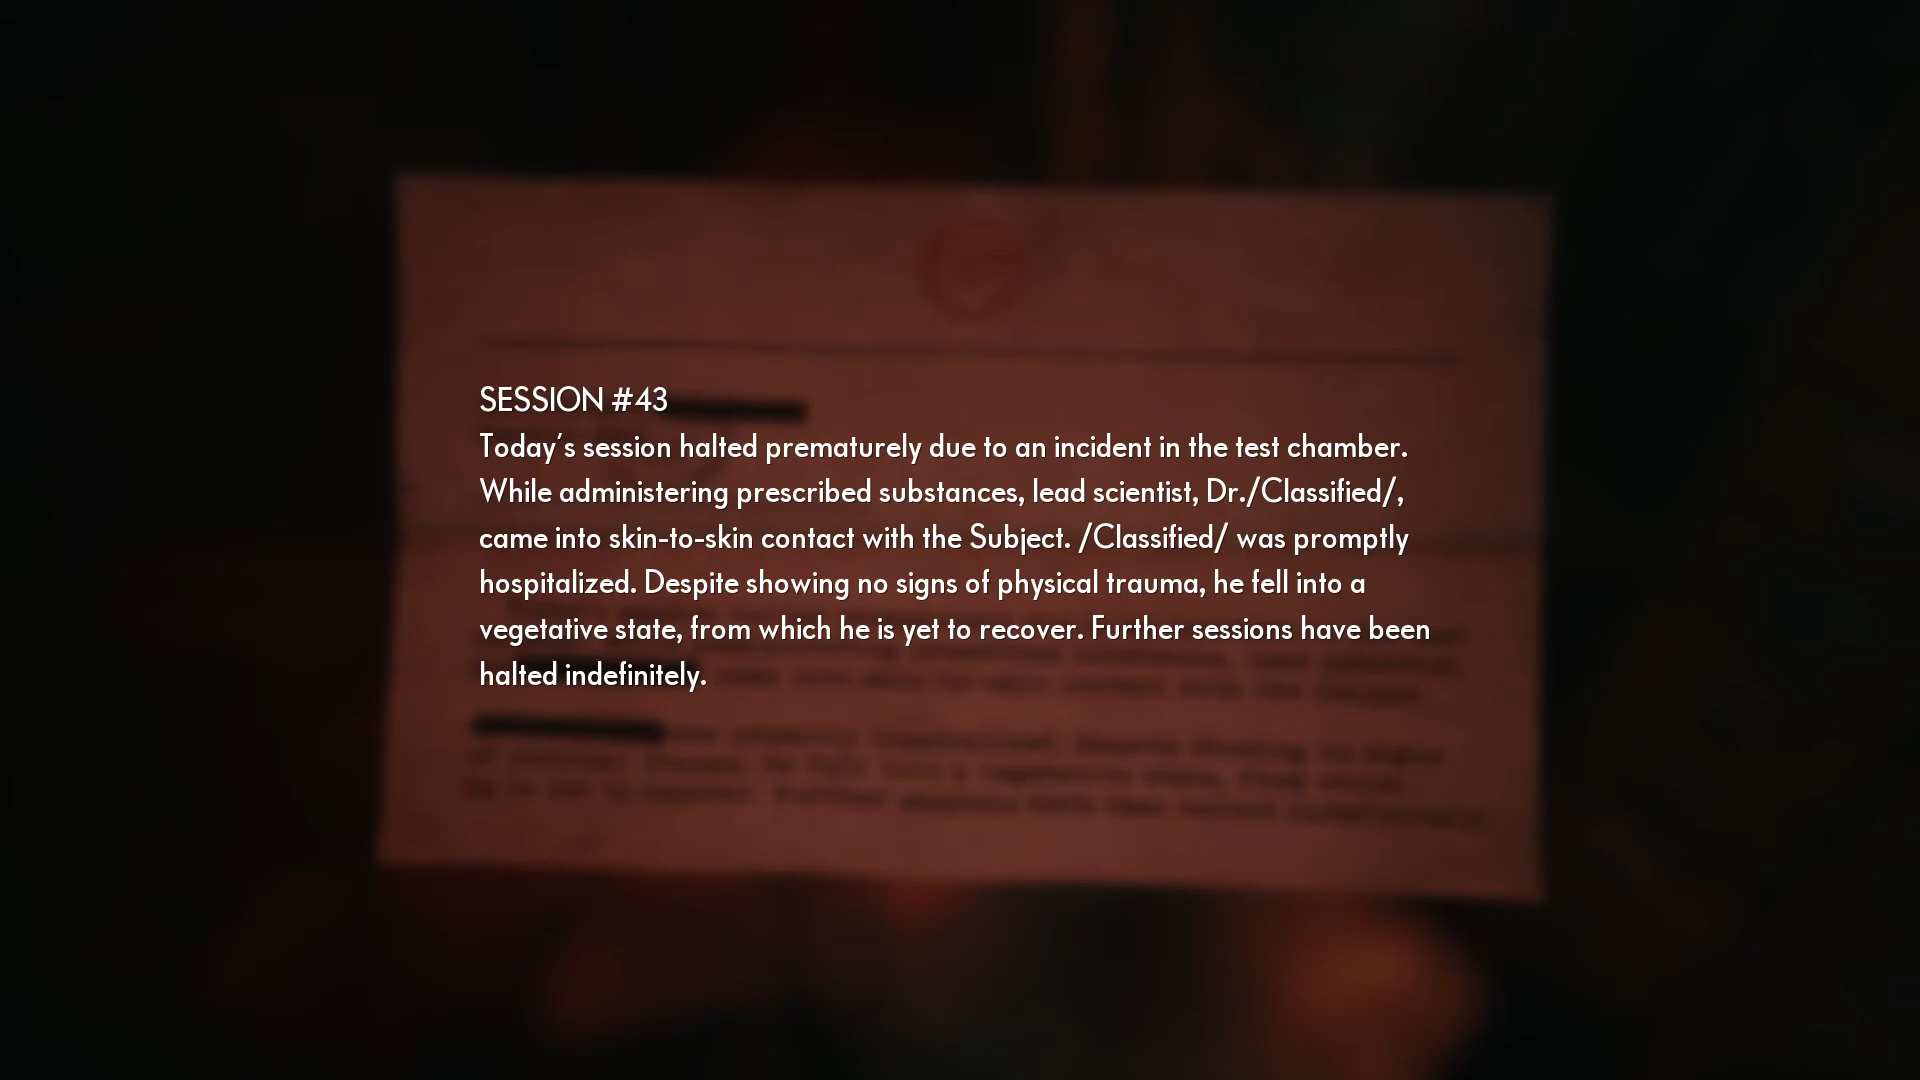 SESSION #43
Today's session halted prematurely due to an incident in the test chamber.
While administering prescribed substances, lead scientist, Dr./Classified/,
came into skin-to-skin contact with the Subject. /Classified/ was promptly
hospitalized. Despite showing no signs of physical trauma, he fell into a
vegetative state, from which he is yet to recover. Further sessions have been
halted indefinitely.